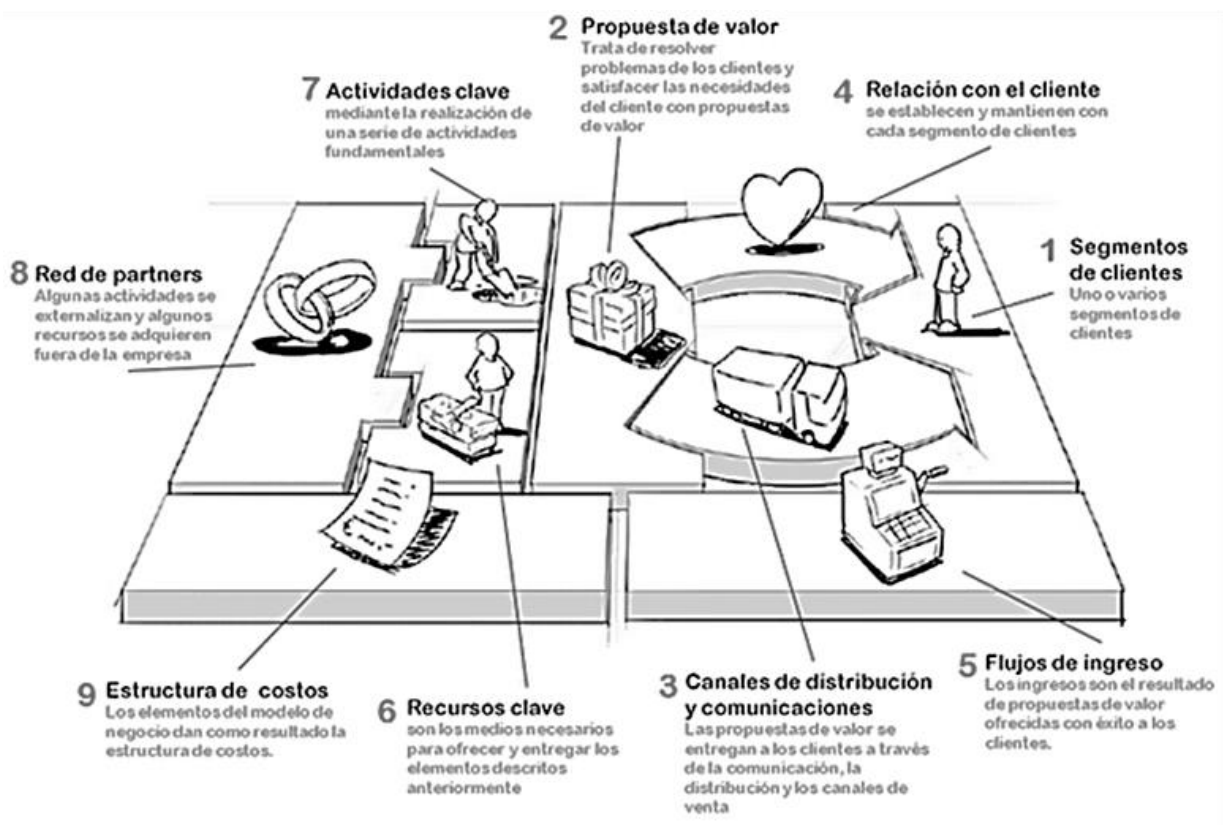 2 Propuesta de valor
Trata de resolver
problemas de los clientes y
satisfacer las necesidades
del cliente con propuestas
de valor
7 Actividades clave
mediante la realización de
una serie de actividades
fundamentales
4 Relación con el cliente
se establecen y mantienen con
cada segmento de clientes
8 Red de partners
Algunas actividades se
externalizan y algunos
recursos se adquieren
fuera de la empresa
1 Segmentos
de clientes
Uno o varios
segmentos de
clientes
9 Estructura de costos
Los elementos del modelo de
negocio dan como resultado la
estructura de costos.
6 Recursos clave
son los medios necesarios
para ofrecer y entregar los
elementos descritos
anteriormente
3 Canales de distribución
y comunicaciones
Las propuestas de valor se
entregan a los clientes a través
de la comunicación, la
distribución y los canales de
venta
5 Flujos de ingreso
Los ingresos son el resultado
de propuestas de valor
ofrecidas con éxito a los
clientes.